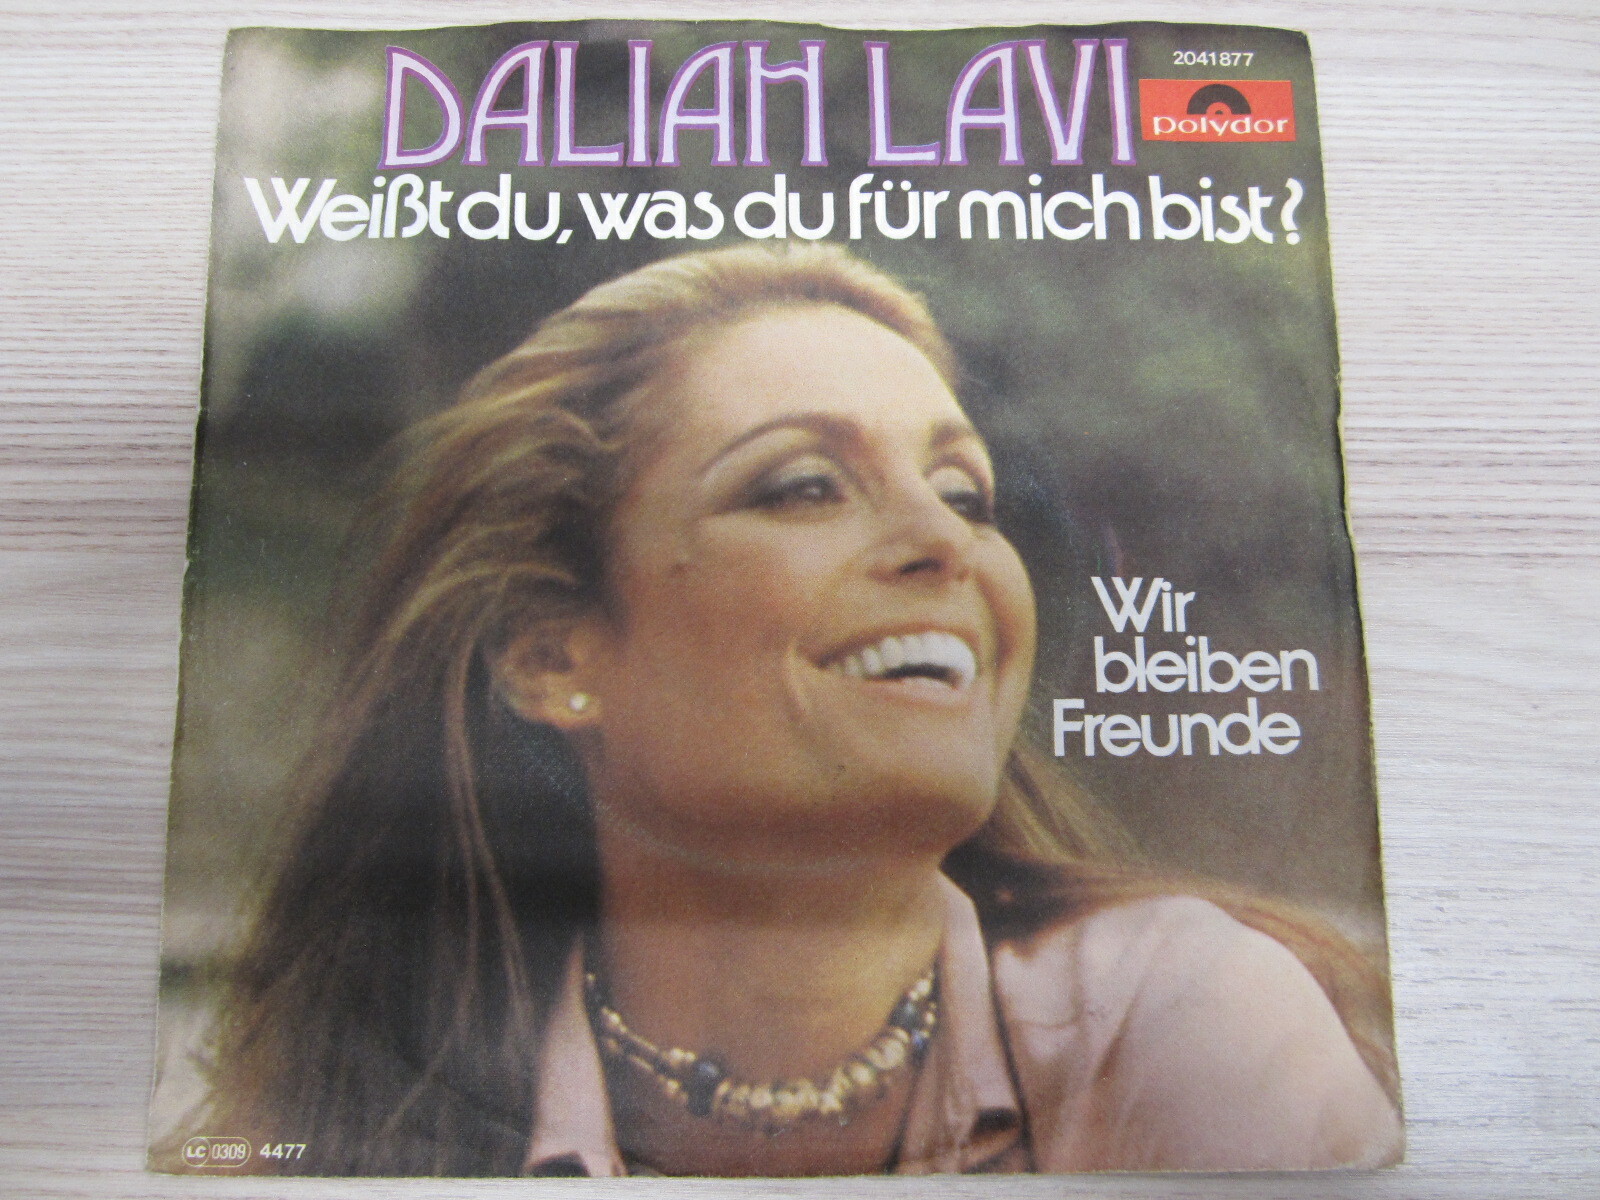 DALIAH LAVI
2041877
polydor
Weißt du, was du für mich bist?
Wir
bleiben
Freunde
LC 0309 4477